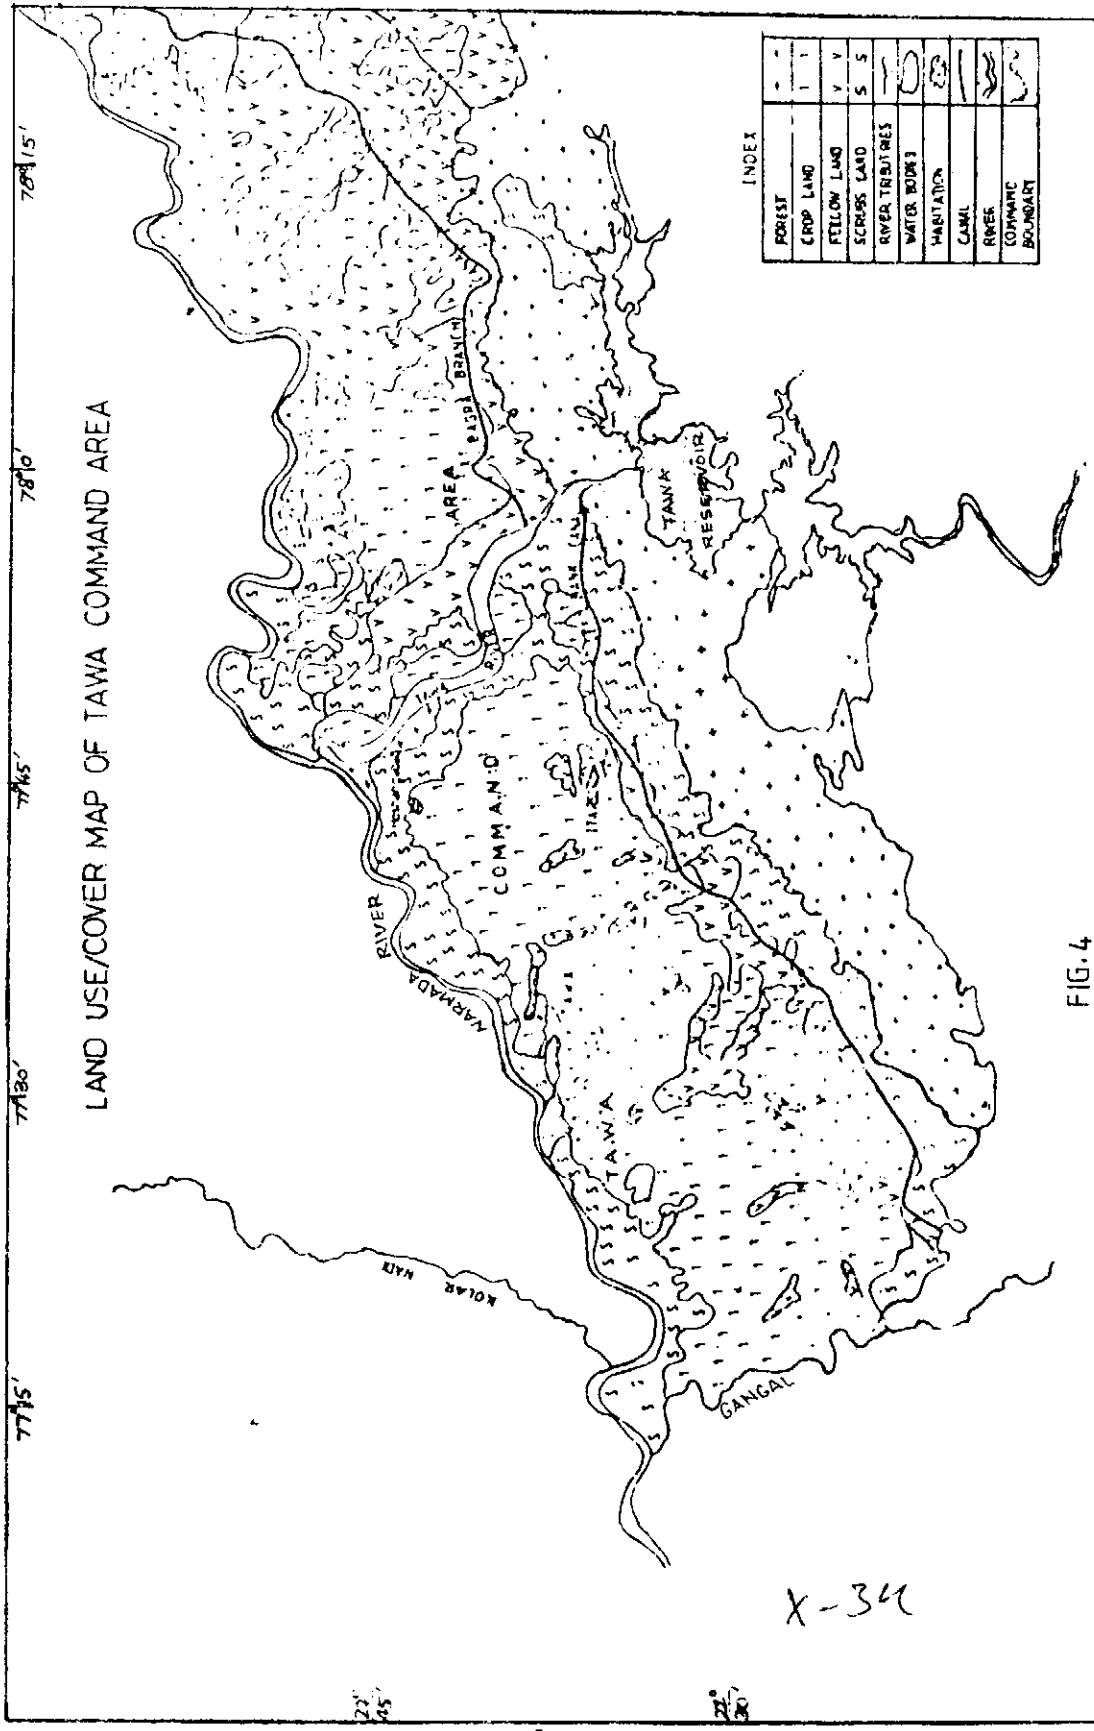 LAND USE/COVER MAP OF TAWA COMMAND AREA
77°15'
77°30'
77°45'
78°0'
78°15'
22°
45'
22°
30'
KOLAR
NADI
NARMADA
RIVER
TAWA
COMMAND
AREA
RIVER
BRANCH
TAWA
RESERVOIR
GANGAL
INDEX
FOREST
CROP LAND
FELLOW LAND V V
SCRUBS LAND S S
RIVER TRIBUTRIES
WATER BODIES
HABITATION
CANAL
RIVER
COMMAND
BOUNDARY
FIG. 4
X-34